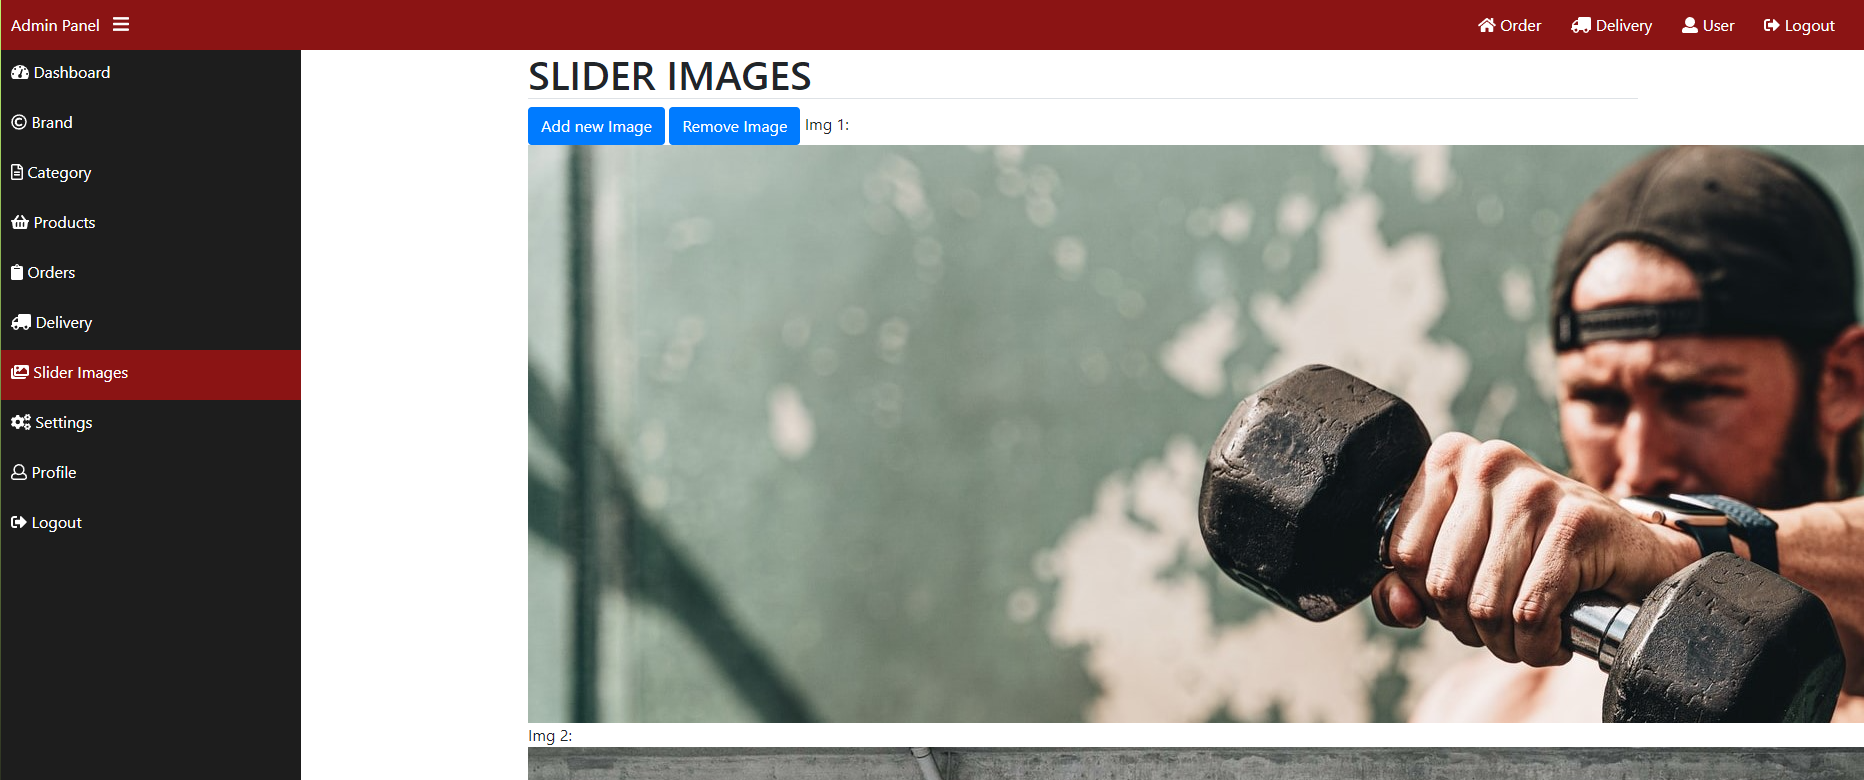 Admin Panel
Order Delivery User Logout
Dashboard
Brand
Category
Products
Orders
Delivery
Slider Images
Settings
Profile
Logout
SLIDER IMAGES
Add new Image Remove Image Img 1:
Img 2: